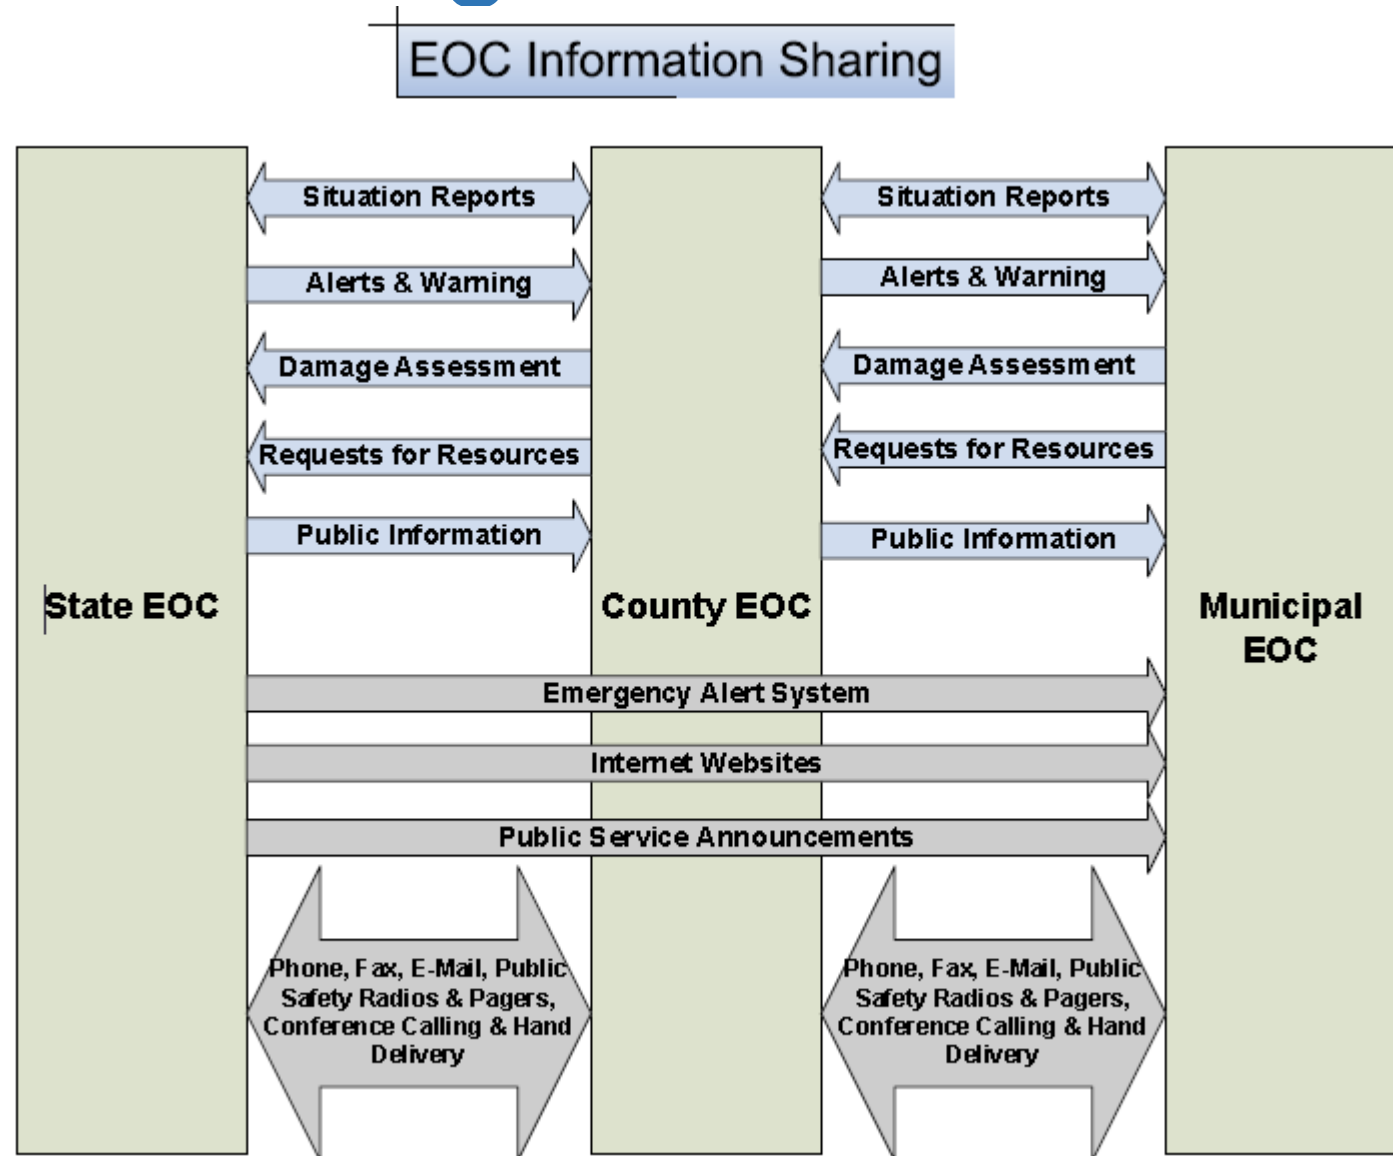 EOC Information Sharing
Situation Reports
Situation Reports
Alerts & Warning
Alerts & Warning
Damage Assessment
Damage Assessment
Requests for Resources
Requests for Resources
Public Information
Public Information
State EOC
County EOC
Municipal
EOC
Emergency Alert System
Internet Websites
Public Service Announcements
Phone, Fax, E-Mail, Public
Safety Radios & Pagers,
Conference Calling & Hand
Delivery
Phone, Fax, E-Mail, Public
Safety Radios & Pagers,
Conference Calling & Hand
Delivery